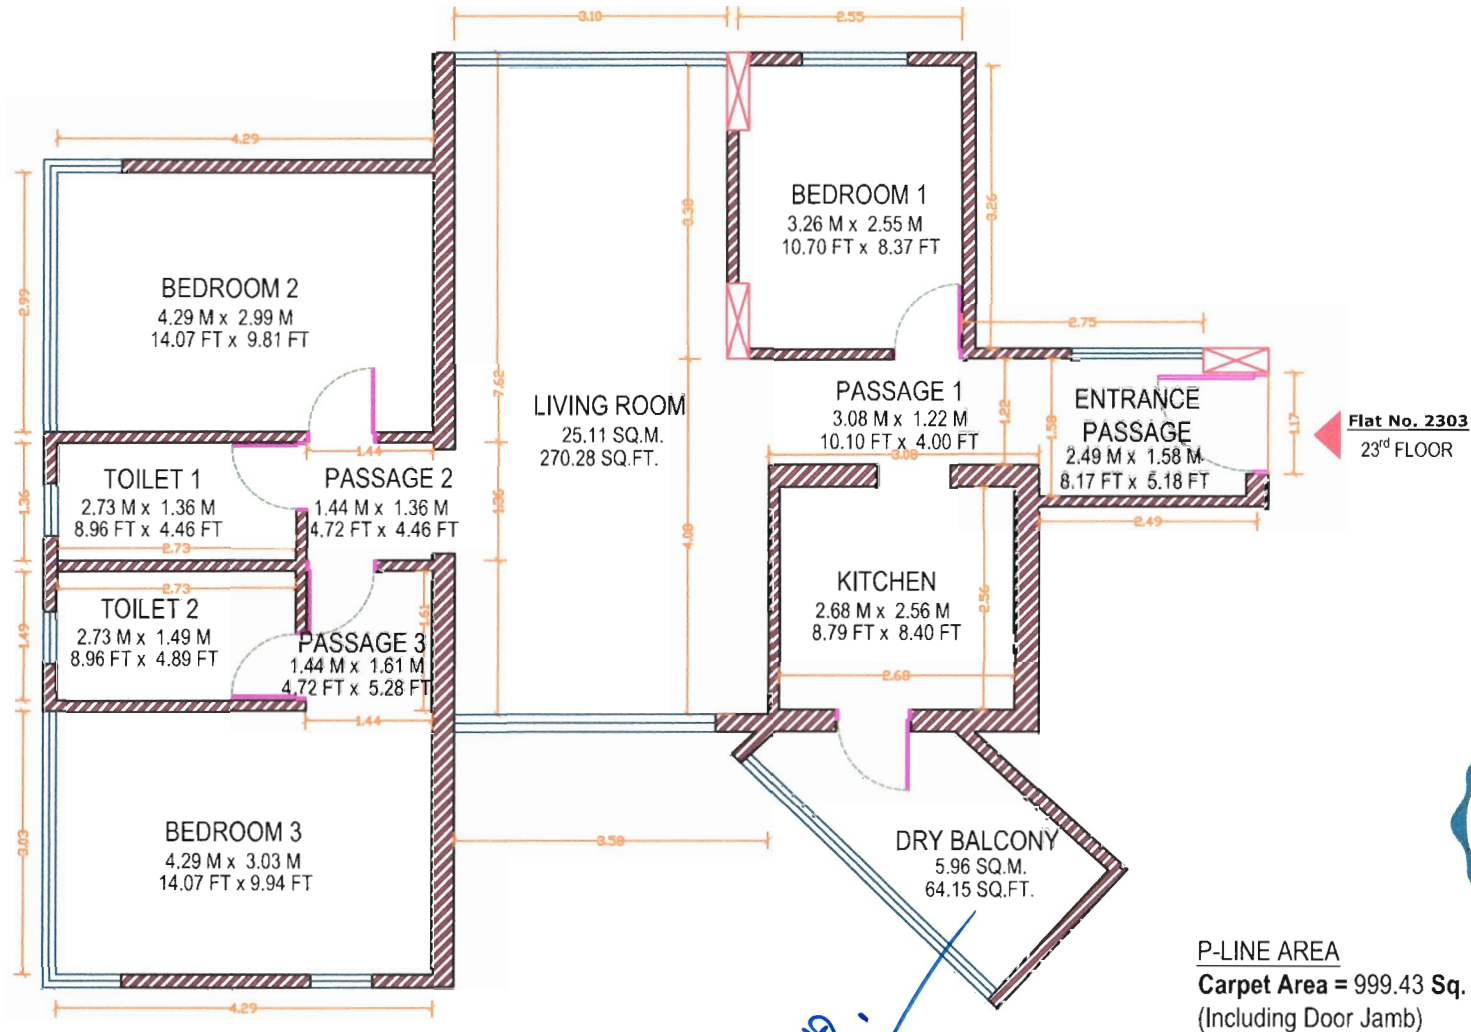 3.10
2.55
4.29
BEDROOM 1
3.26 M x 2.55 M
10.70 FT x 8.37 FT
3.38
3.26
2.99
BEDROOM 2
4.29 M x 2.99 M
14.07 FT x 9.81 FT
2.75
7.62
LIVING ROOM
25.11 SQ.M.
270.28 SQ.FT.
PASSAGE 1
3.08 M x 1.22 M
10.10 FT x 4.00 FT
3.08
1.22
1.58
ENTRANCE
PASSAGE
2.49 M x 1.58 M
8.17 FT x 5.18 FT
1.17
Flat No. 2303
23rd FLOOR
1.44
1.36
TOILET 1
2.73 M x 1.36 M
8.96 FT x 4.46 FT
2.73
PASSAGE 2
1.44 M x 1.36 M
4.72 FT x 4.46 FT
1.36
4.08
2.49
2.73
1.49
TOILET 2
2.73 M x 1.49 M
8.96 FT x 4.89 FT
1.61
PASSAGE 3
1.44 M x 1.61 M
4.72 FT x 5.28 FT
1.44
KITCHEN
2.68 M x 2.56 M
8.79 FT x 8.40 FT
2.56
2.68
3.03
BEDROOM 3
4.29 M x 3.03 M
14.07 FT x 9.94 FT
3.58
DRY BALCONY
5.96 SQ.M.
64.15 SQ.FT.
4.29
P-LINE AREA
Carpet Area = 999.43 Sq.
(Including Door Jamb)